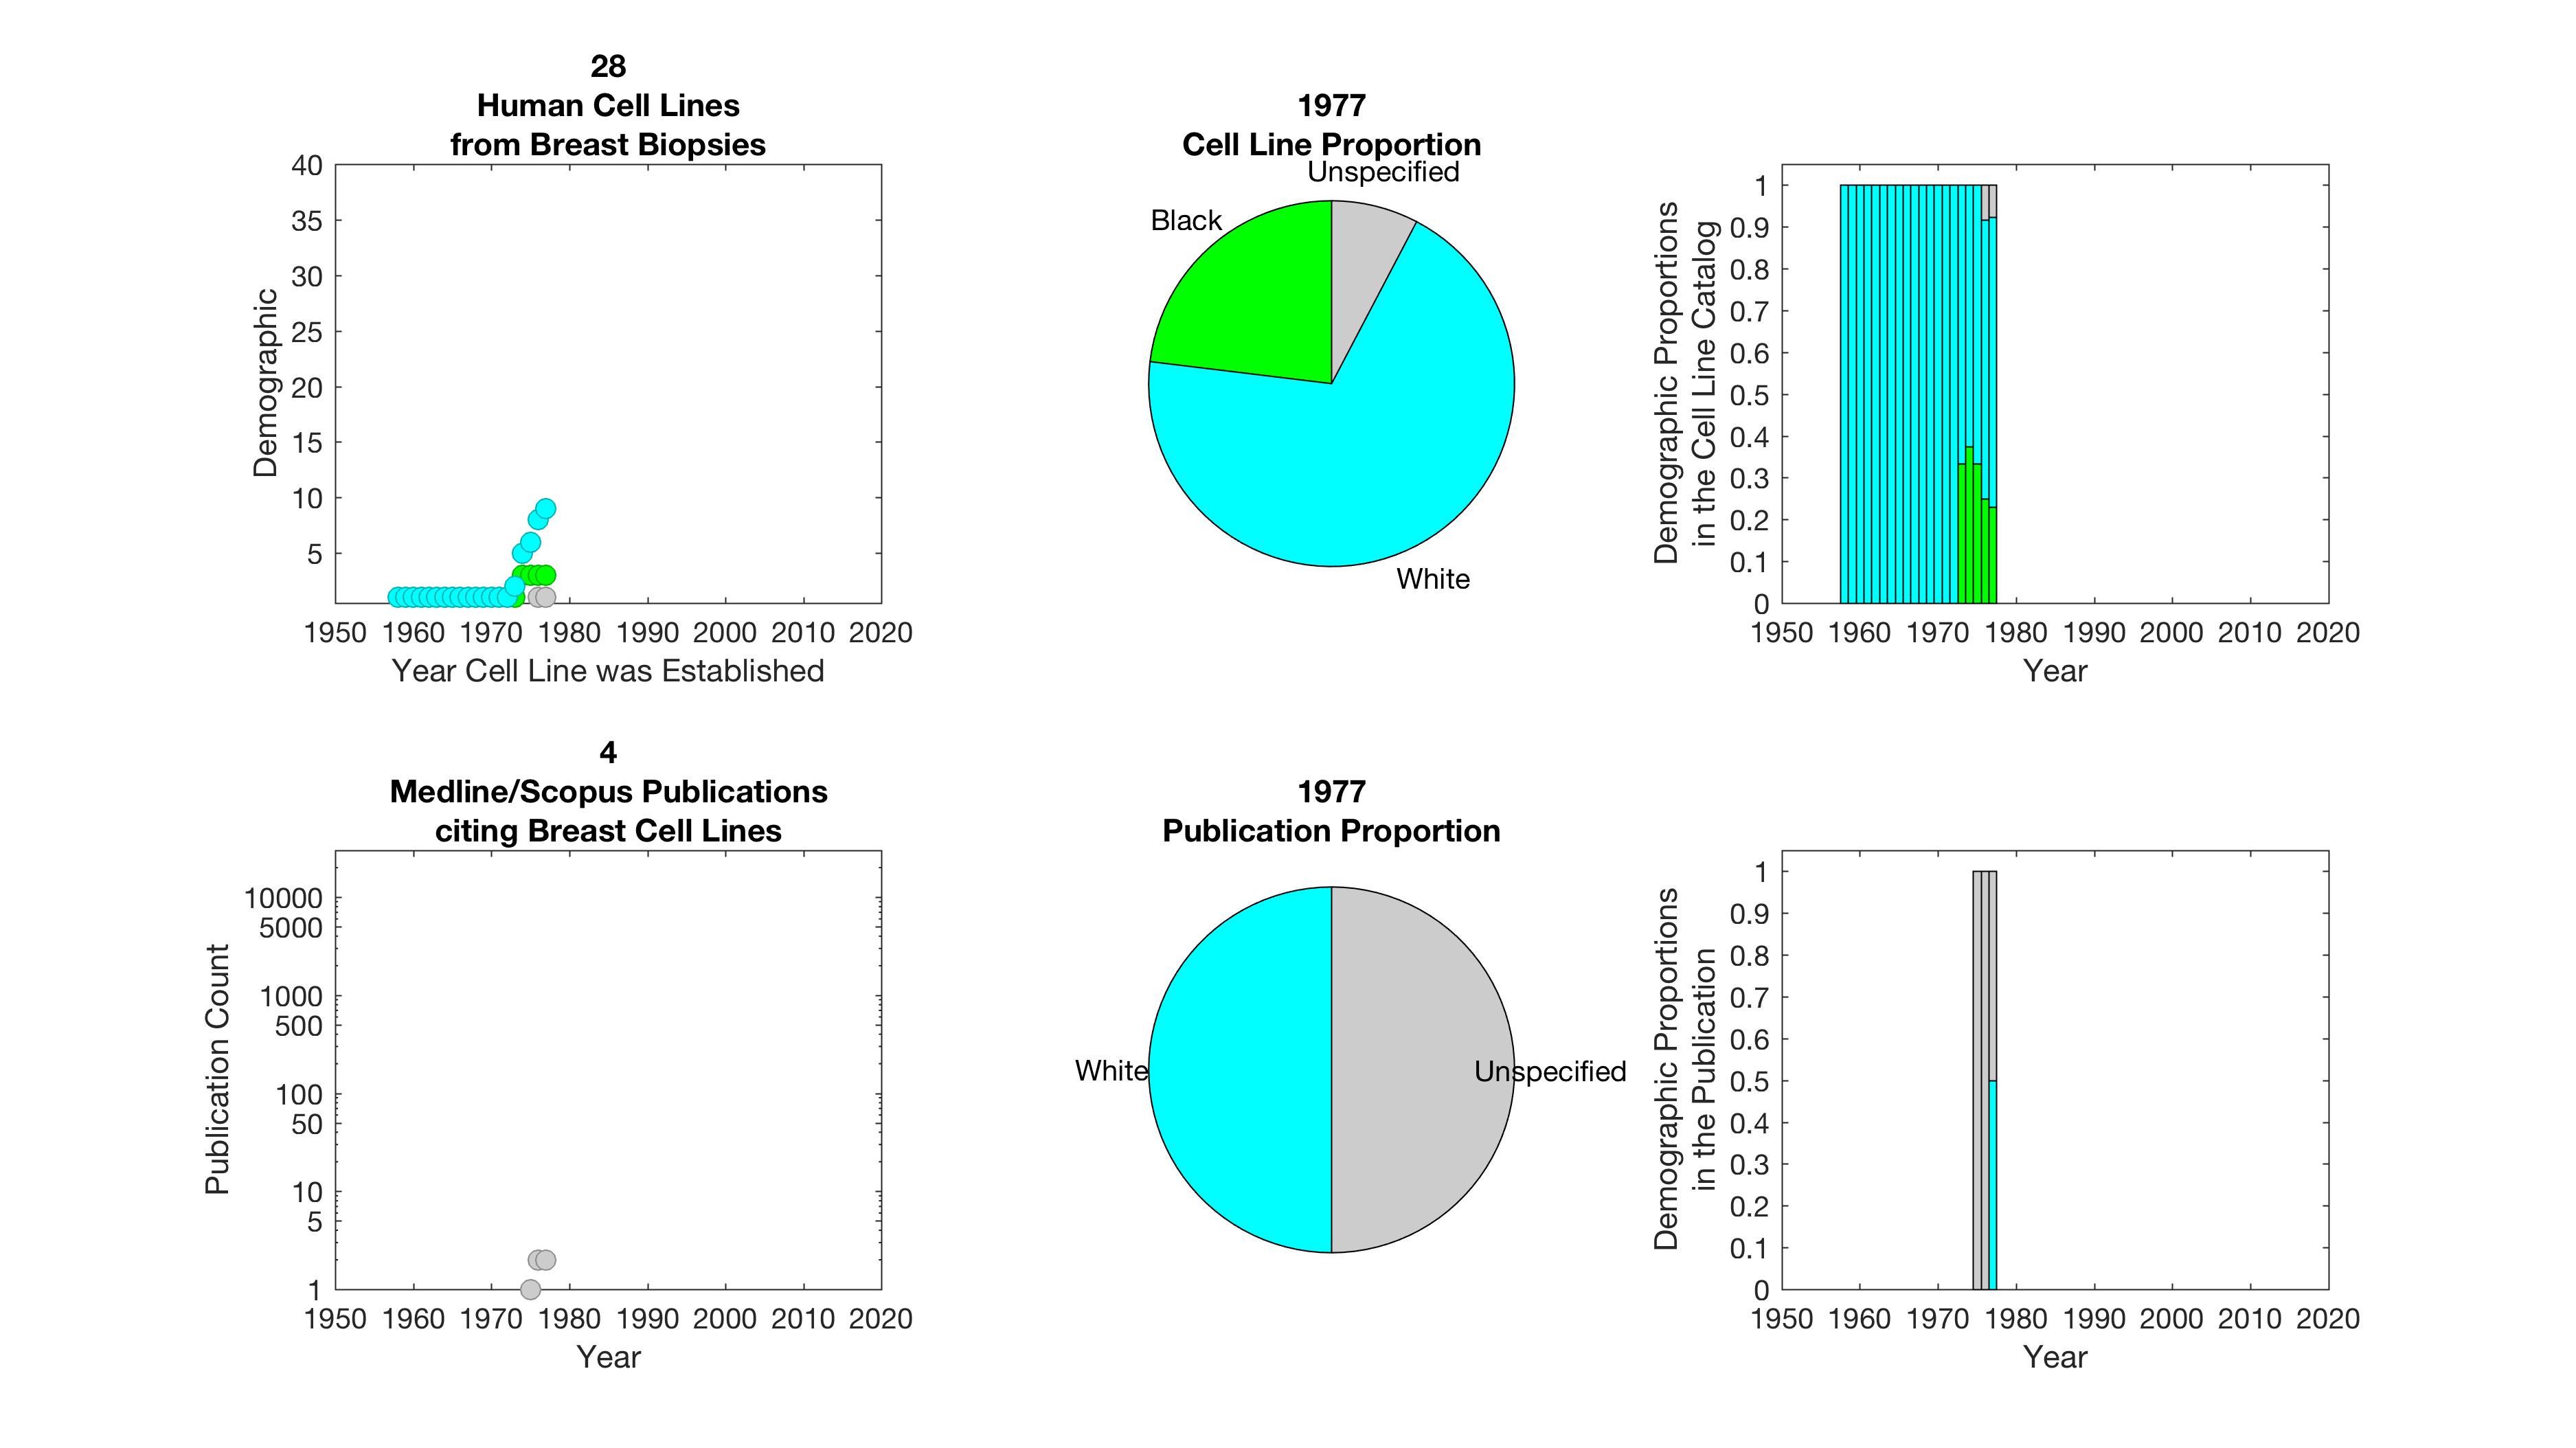 28
Human Cell Lines
from Breast Biopsies
40
35
30
25
20
15
10
5
Demographic
1950 1960 1970 1980 1990 2000 2010 2020
Year Cell Line was Established
1977
Cell Line Proportion
Unspecified
Black
White
Demographic Proportions
in the Cell Line Catalog
1
0.9
0.8
0.7
0.6
0.5
0.4
0.3
0.2
0.1
0
1950 1960 1970 1980 1990 2000 2010 2020
Year
4
Medline/Scopus Publications
citing Breast Cell Lines
Publication Count
10000
5000
1000
500
100
50
10
5
1
1950 1960 1970 1980 1990 2000 2010 2020
Year
1977
Publication Proportion
White
Unspecified
Demographic Proportions
in the Publication
1
0.9
0.8
0.7
0.6
0.5
0.4
0.3
0.2
0.1
0
1950 1960 1970 1980 1990 2000 2010 2020
Year